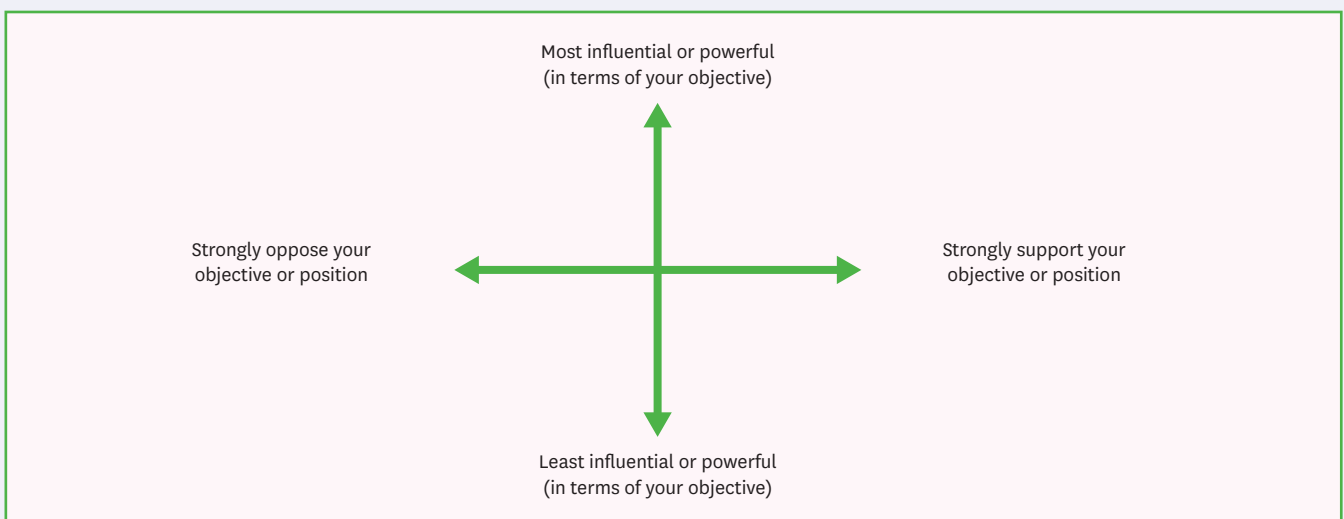 Most influential or powerful
(in terms of your objective)
Strongly oppose your
objective or position
Strongly support your
objective or position
Least influential or powerful
(in terms of your objective)